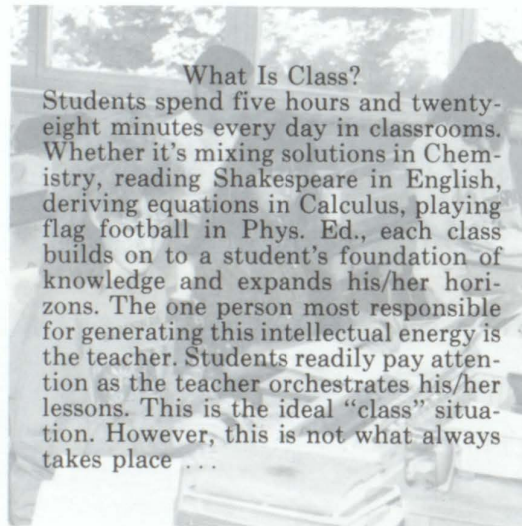 What Is Class?
Students spend five hours and twenty-
eight minutes every day in classrooms.
Whether it's mixing solutions in Chem-
istry, reading Shakespeare in English,
deriving equations in Calculus, playing
flag football in Phys. Ed., each class
builds on to a student's foundation of
knowledge and expands his/her hori-
zons. The one person most responsible
for generating this intellectual energy is
the teacher. Students readily pay atten-
tion as the teacher orchestrates his/her
lessons. This is the ideal "class" situa-
tion. However, this is not what always
takes place ...